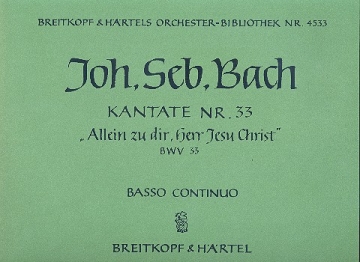 BREITKOPF & HÄRTELS ORCHESTER-BIBLIOTHEK NR. 4533
Joh. Seb. Bach
KANTATE NR. 33
„Allein zu dir, Herr Jesu Christ"
BWV 33
BASSO CONTINUO
BREITKOPF & HÄRTEL